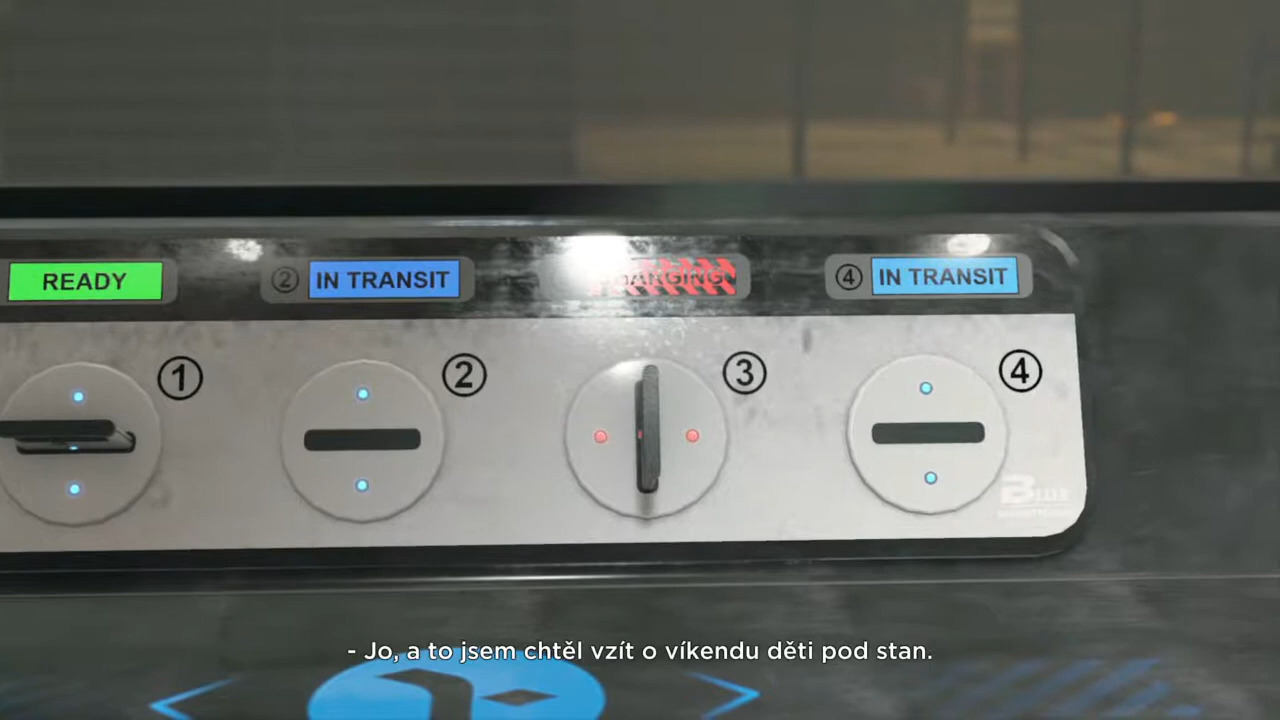 READY
② IN TRANSIT
CHARGING
④ IN TRANSIT
①
②
③
④
- Jo, a to jsem chtěl vzít o víkendu děti pod stan.